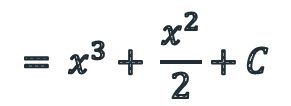 = x³ + x²/2 + C